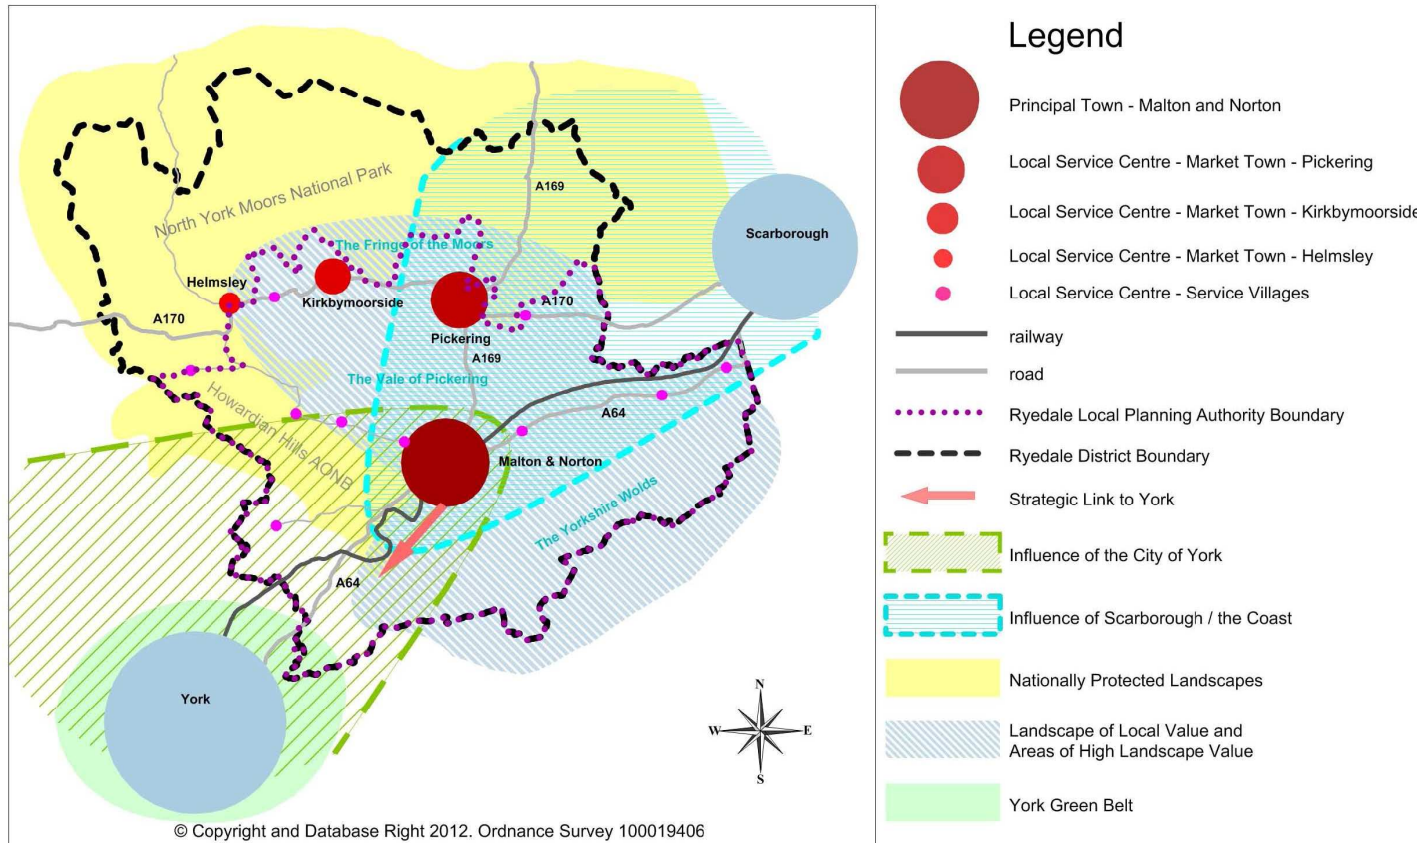 North York Moors National Park
A169
Scarborough
The Fringe of the Moors
Helmsley
Kirkbymoorside
A170
A170
Pickering
A169
The Vale of Pickering
Howardian Hills AONB
A64
Malton & Norton
The Yorkshire Wolds
A64
York
N
W
E
S
© Copyright and Database Right 2012. Ordnance Survey 100019406
Legend
Principal Town - Malton and Norton
Local Service Centre - Market Town - Pickering
Local Service Centre - Market Town - Kirkbymoorside
Local Service Centre - Market Town - Helmsley
Local Service Centre - Service Villages
railway
road
Ryedale Local Planning Authority Boundary
Ryedale District Boundary
Strategic Link to York
Influence of the City of York
Influence of Scarborough / the Coast
Nationally Protected Landscapes
Landscape of Local Value and
Areas of High Landscape Value
York Green Belt